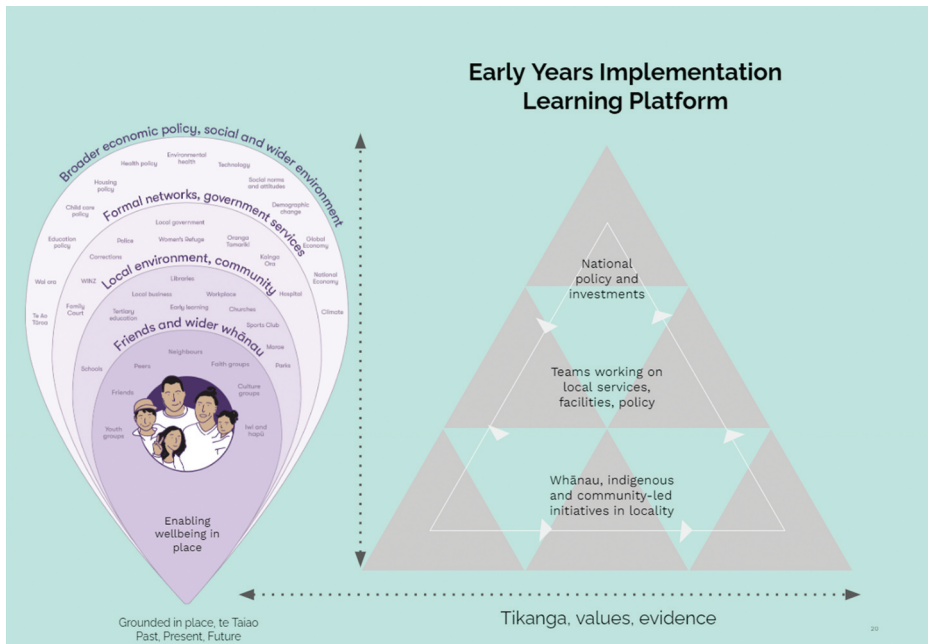 Early Years Implementation
Learning Platform
Broader economic policy, social and wider environment
Environmental
health
Health policy
Technology
Housing
policy
Social norms
and attitudes
Child care
policy
Demographic
change
Education
policy
Global
Economy
Wai ora
National
Economy
Te Ao
Tūroa
Climate
Formal networks, government services
Local government
Police
Women's Refuge
Oranga
Tamariki
Corrections
Kainga
Ora
WINZ
Hospital
Family
Court
Local environment, community
Libraries
Local business
Workplace
Tertiary
education
Early learning
Churches
Sports Club
Marae
Schools
Parks
Friends and wider whānau
Neighbours
Peers
Faith groups
Friends
Culture
groups
Youth
groups
Iwi and
hapū
Enabling
wellbeing in
place
Grounded in place, te Taiao
Past, Present, Future
National
policy and
investments
Teams working on
local services,
facilities, policy
Whānau, indigenous
and community-led
initiatives in locality
Tikanga, values, evidence
20